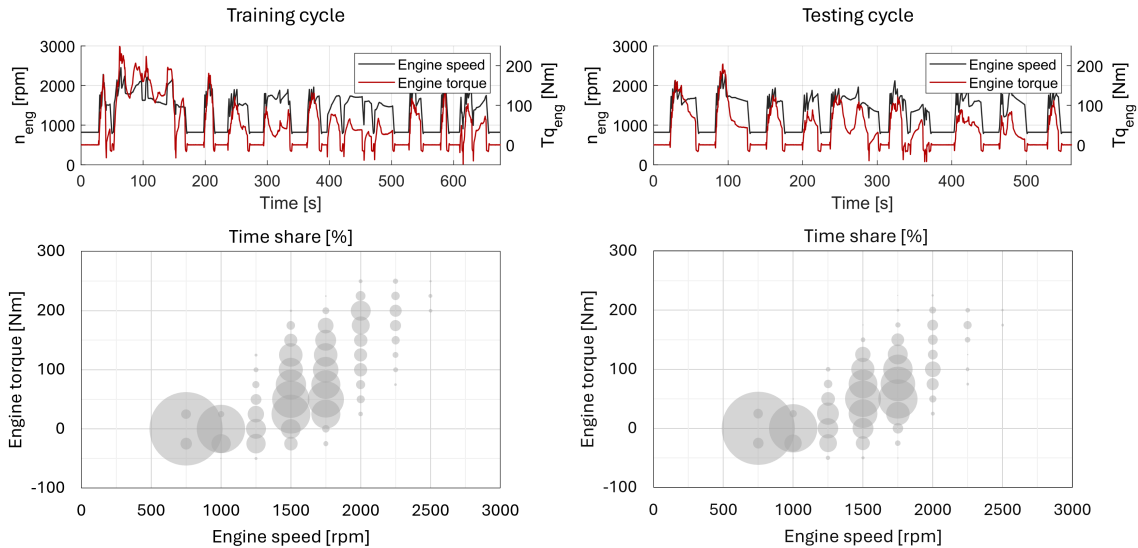 Training cycle
3000
2000
1000
0
n_eng [rpm]
Engine speed
Engine torque
200
100
0
Tq_eng [Nm]
0 100 200 300 400 500 600
Time [s]
Testing cycle
3000
2000
1000
0
n_eng [rpm]
Engine speed
Engine torque
200
100
0
Tq_eng [Nm]
0 100 200 300 400 500
Time [s]
Time share [%]
300
200
100
0
-100
Engine torque [Nm]
0 500 1000 1500 2000 2500 3000
Engine speed [rpm]
Time share [%]
300
200
100
0
-100
Engine torque [Nm]
0 500 1000 1500 2000 2500 3000
Engine speed [rpm]